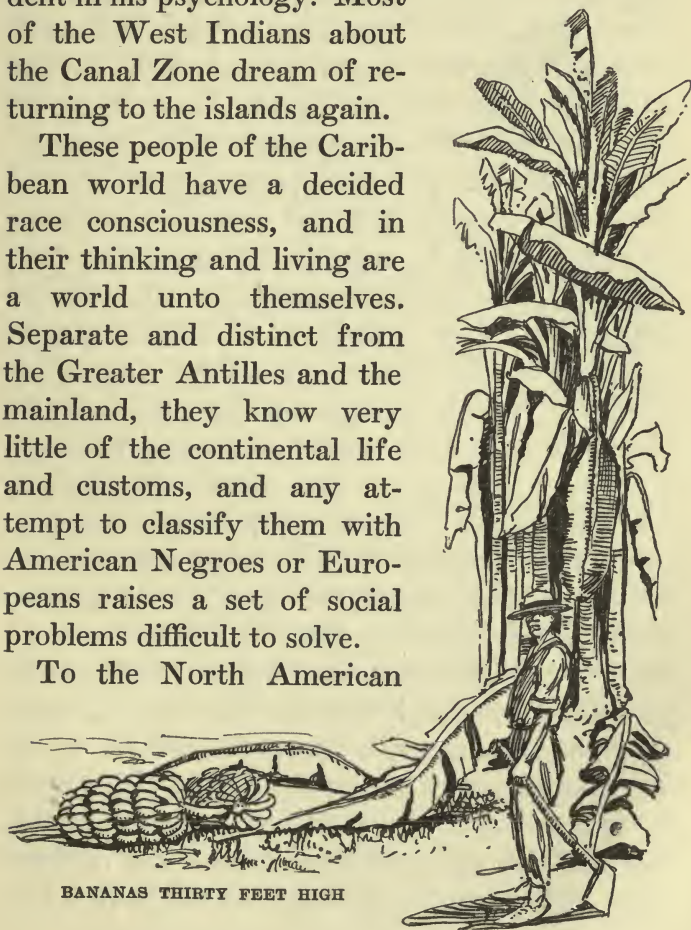 dent in his psychology. Most
of the West Indians about
the Canal Zone dream of re-
turning to the islands again.
These people of the Carib-
bean world have a decided
race consciousness, and in
their thinking and living are
a world unto themselves.
Separate and distinct from
the Greater Antilles and the
mainland, they know very
little of the continental life
and customs, and any at-
tempt to classify them with
American Negroes or Euro-
peans raises a set of social
problems difficult to solve.
To the North American
BANANAS THIRTY FEET HIGH